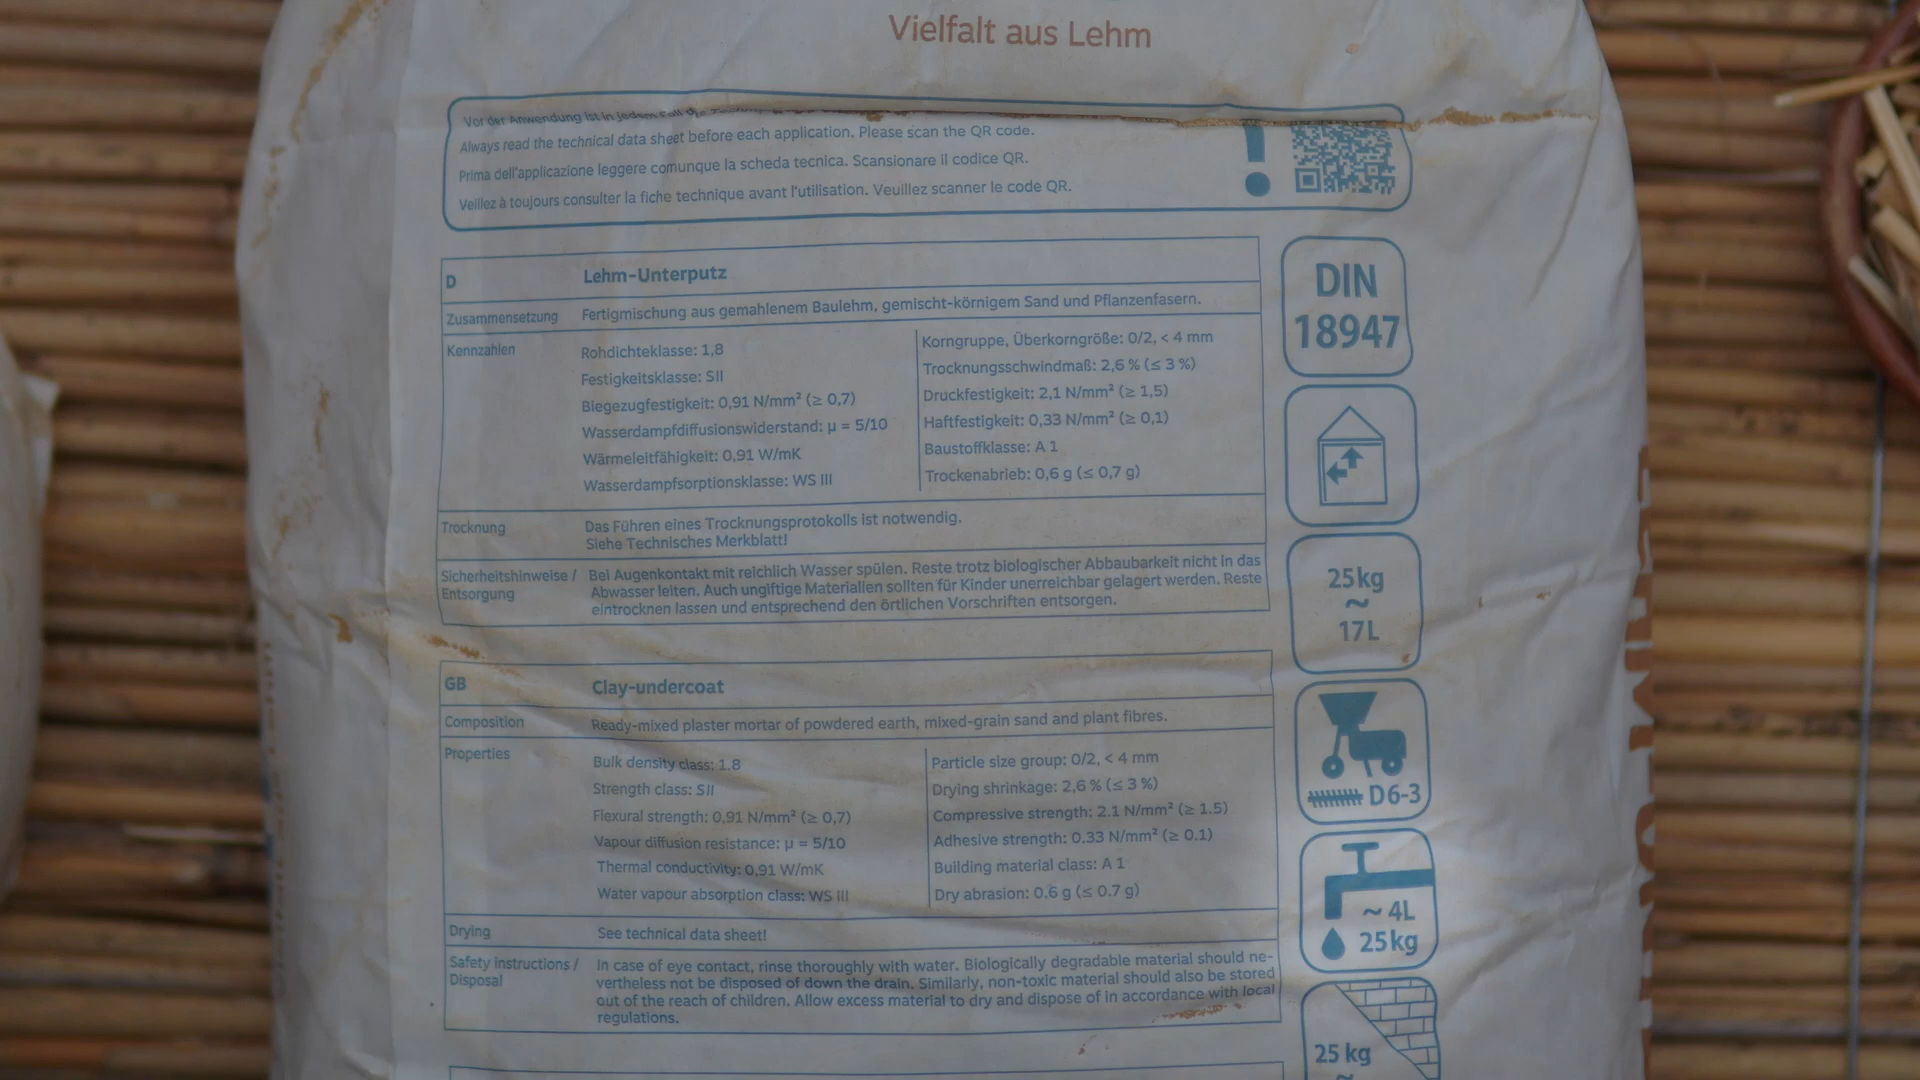 Vielfalt aus Lehm
Vor der Anwendung ist in jedem Fall
Always read the technical data sheet before each application. Please scan the QR code.
Prima dell'applicazione leggere comunque la scheda tecnica. Scansionare il codice QR.
Veillez à toujours consulter la fiche technique avant l'utilisation. Veuillez scanner le code QR.
D Lehm-Unterputz
Zusammensetzung Fertigmischung aus gemahlenem Baulehm, gemischt-körnigem Sand und Pflanzenfasern.
Kennzahlen
Rohdichteklasse: 1,8
Festigkeitsklasse: SII
Biegezugfestigkeit: 0,91 N/mm² (≥ 0,7)
Wasserdampfdiffusionswiderstand: µ = 5/10
Wärmeleitfähigkeit: 0,91 W/mK
Wasserdampfsorptionsklasse: WS III
Korngruppe, Überkorngröße: 0/2, < 4 mm
Trocknungsschwindmaß: 2,6 % (≤ 3 %)
Druckfestigkeit: 2,1 N/mm² (≥ 1,5)
Haftfestigkeit: 0,33 N/mm² (≥ 0,1)
Baustoffklasse: A 1
Trockenabrieb: 0,6 g (≤ 0,7 g)
Trocknung
Das Führen eines Trocknungsprotokolls ist notwendig.
Siehe Technisches Merkblatt!
Sicherheitshinweise /
Entsorgung
Bei Augenkontakt mit reichlich Wasser spülen. Reste trotz biologischer Abbaubarkeit nicht in das
Abwasser leiten. Auch ungiftige Materialien sollten für Kinder unerreichbar gelagert werden. Reste
eintrocknen lassen und entsprechend den örtlichen Vorschriften entsorgen.
GB Clay-undercoat
Composition Ready-mixed plaster mortar of powdered earth, mixed-grain sand and plant fibres.
Properties
Bulk density class: 1.8
Strength class: SII
Flexural strength: 0,91 N/mm² (≥ 0,7)
Vapour diffusion resistance: µ = 5/10
Thermal conductivity: 0,91 W/mK
Water vapour absorption class: WS III
Particle size group: 0/2, < 4 mm
Drying shrinkage: 2,6 % (≤ 3 %)
Compressive strength: 2.1 N/mm² (≥ 1.5)
Adhesive strength: 0.33 N/mm² (≥ 0.1)
Building material class: A 1
Dry abrasion: 0.6 g (≤ 0.7 g)
Drying See technical data sheet!
Safety instructions /
Disposal
In case of eye contact, rinse thoroughly with water. Biologically degradable material should ne-
vertheless not be disposed of down the drain. Similarly, non-toxic material should also be stored
out of the reach of children. Allow excess material to dry and dispose of in accordance with local
regulations.
DIN
18947
25kg
~
17L
D6-3
~ 4L
25kg
25 kg
~